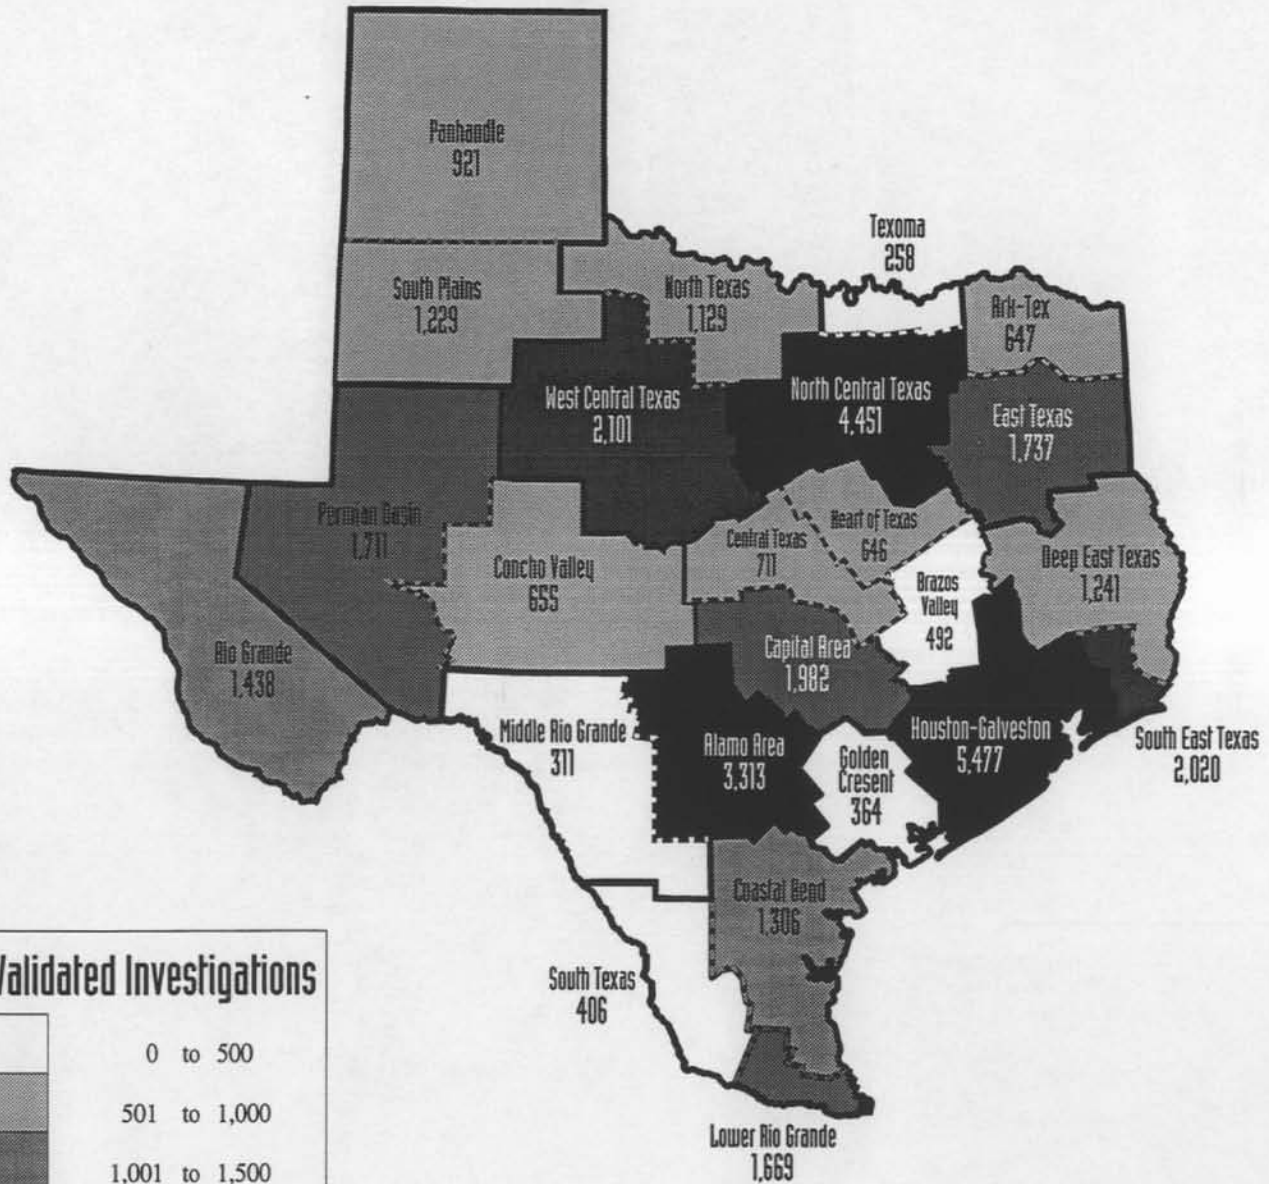 Panhandle
921
Texoma
258
South Plains
1,229
North Texas
1,129
Ark-Tex
647
West Central Texas
2,101
North Central Texas
4,451
East Texas
1,737
Permian Basin
1,711
Concho Valley
655
Central Texas
711
Heart of Texas
646
Brazos
Valley
492
Deep East Texas
1,241
Rio Grande
1,438
Capital Area
1,982
Middle Rio Grande
311
Alamo Area
3,313
Golden
Cresent
364
Houston-Galveston
5,477
South East Texas
2,020
Coastal Bend
1,306
South Texas
406
Lower Rio Grande
1,669
Validated Investigations
0 to 500
501 to 1,000
1,001 to 1,500